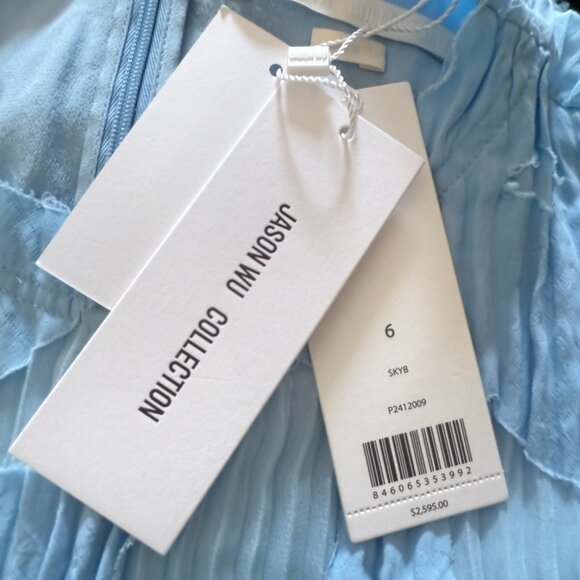 JASON WU COLLECTION
6
SKYB
P2412009
846065353992
$2,595.00